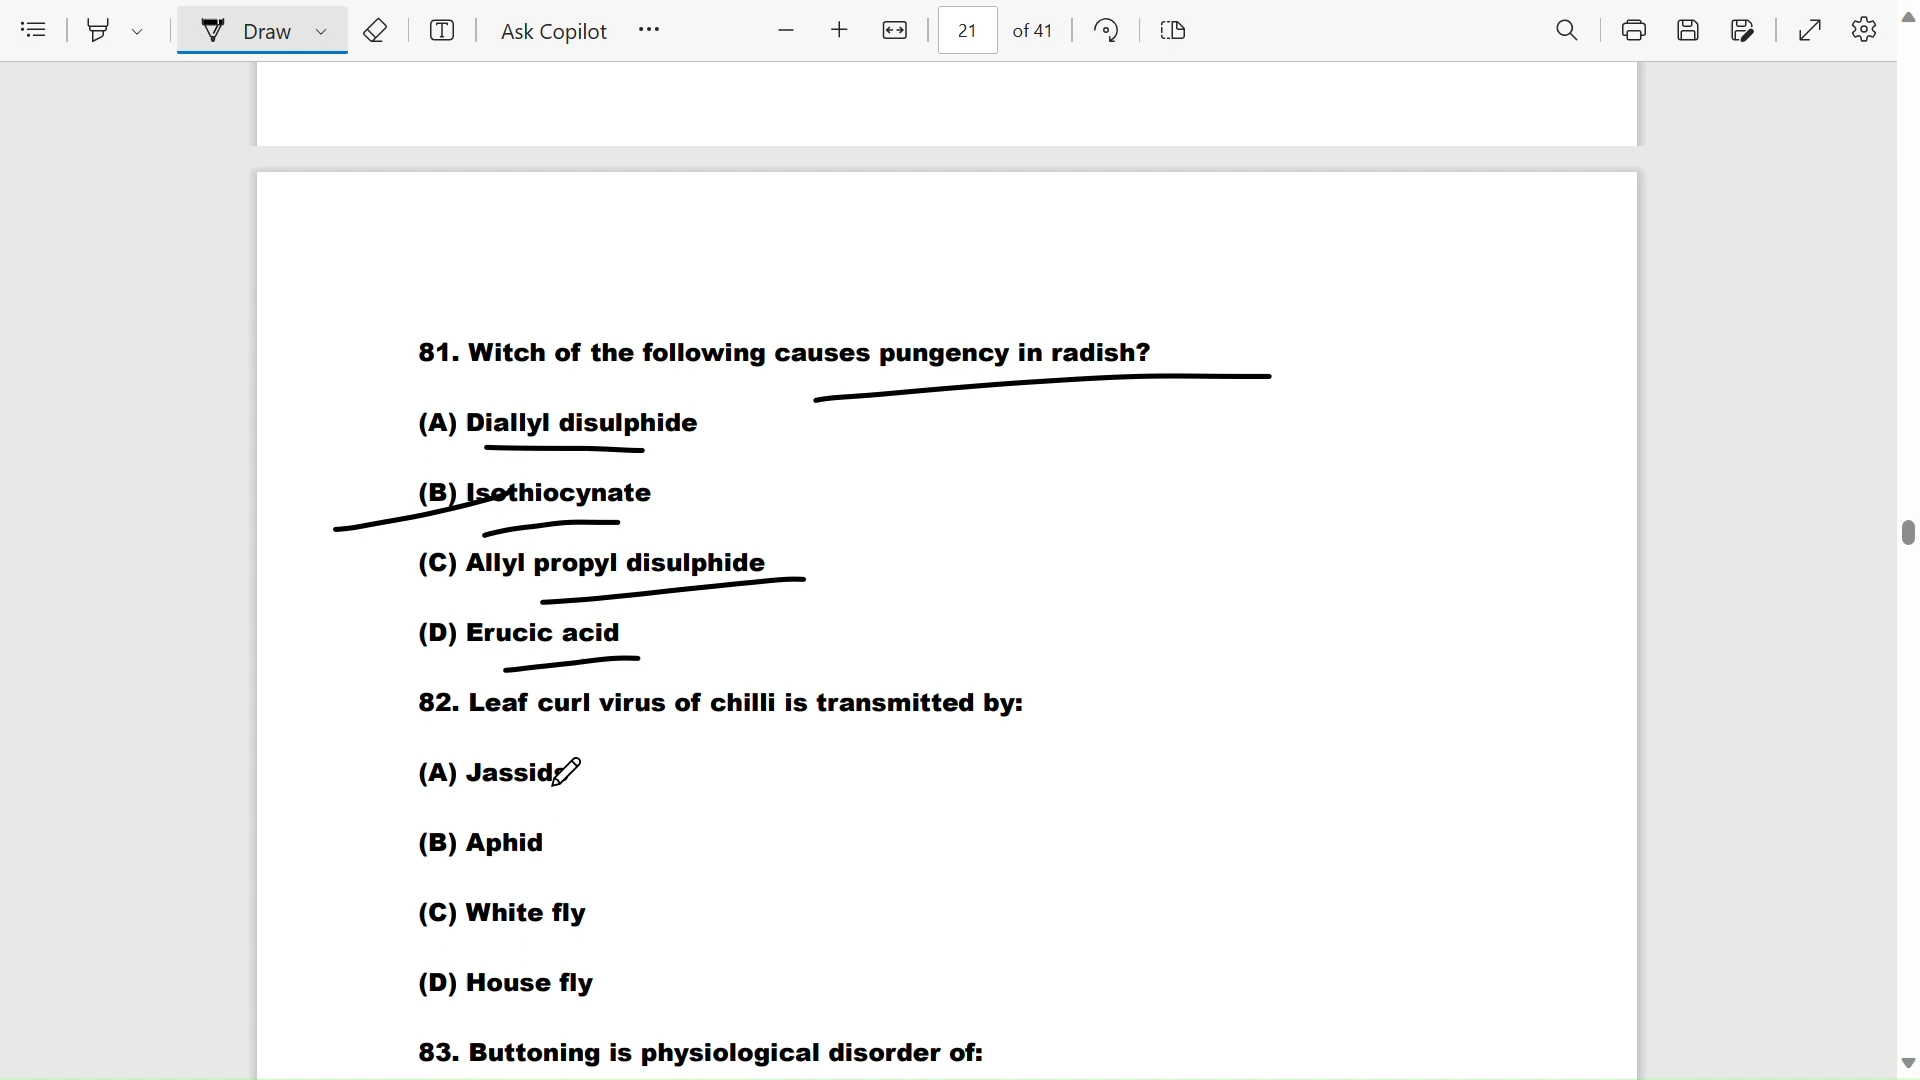 Draw
Ask Copilot
21 of 41
81. Witch of the following causes pungency in radish?
(A) Diallyl disulphide
(B) Isothiocynate
(C) Allyl propyl disulphide
(D) Erucic acid
82. Leaf curl virus of chilli is transmitted by:
(A) Jassids
(B) Aphid
(C) White fly
(D) House fly
83. Buttoning is physiological disorder of: